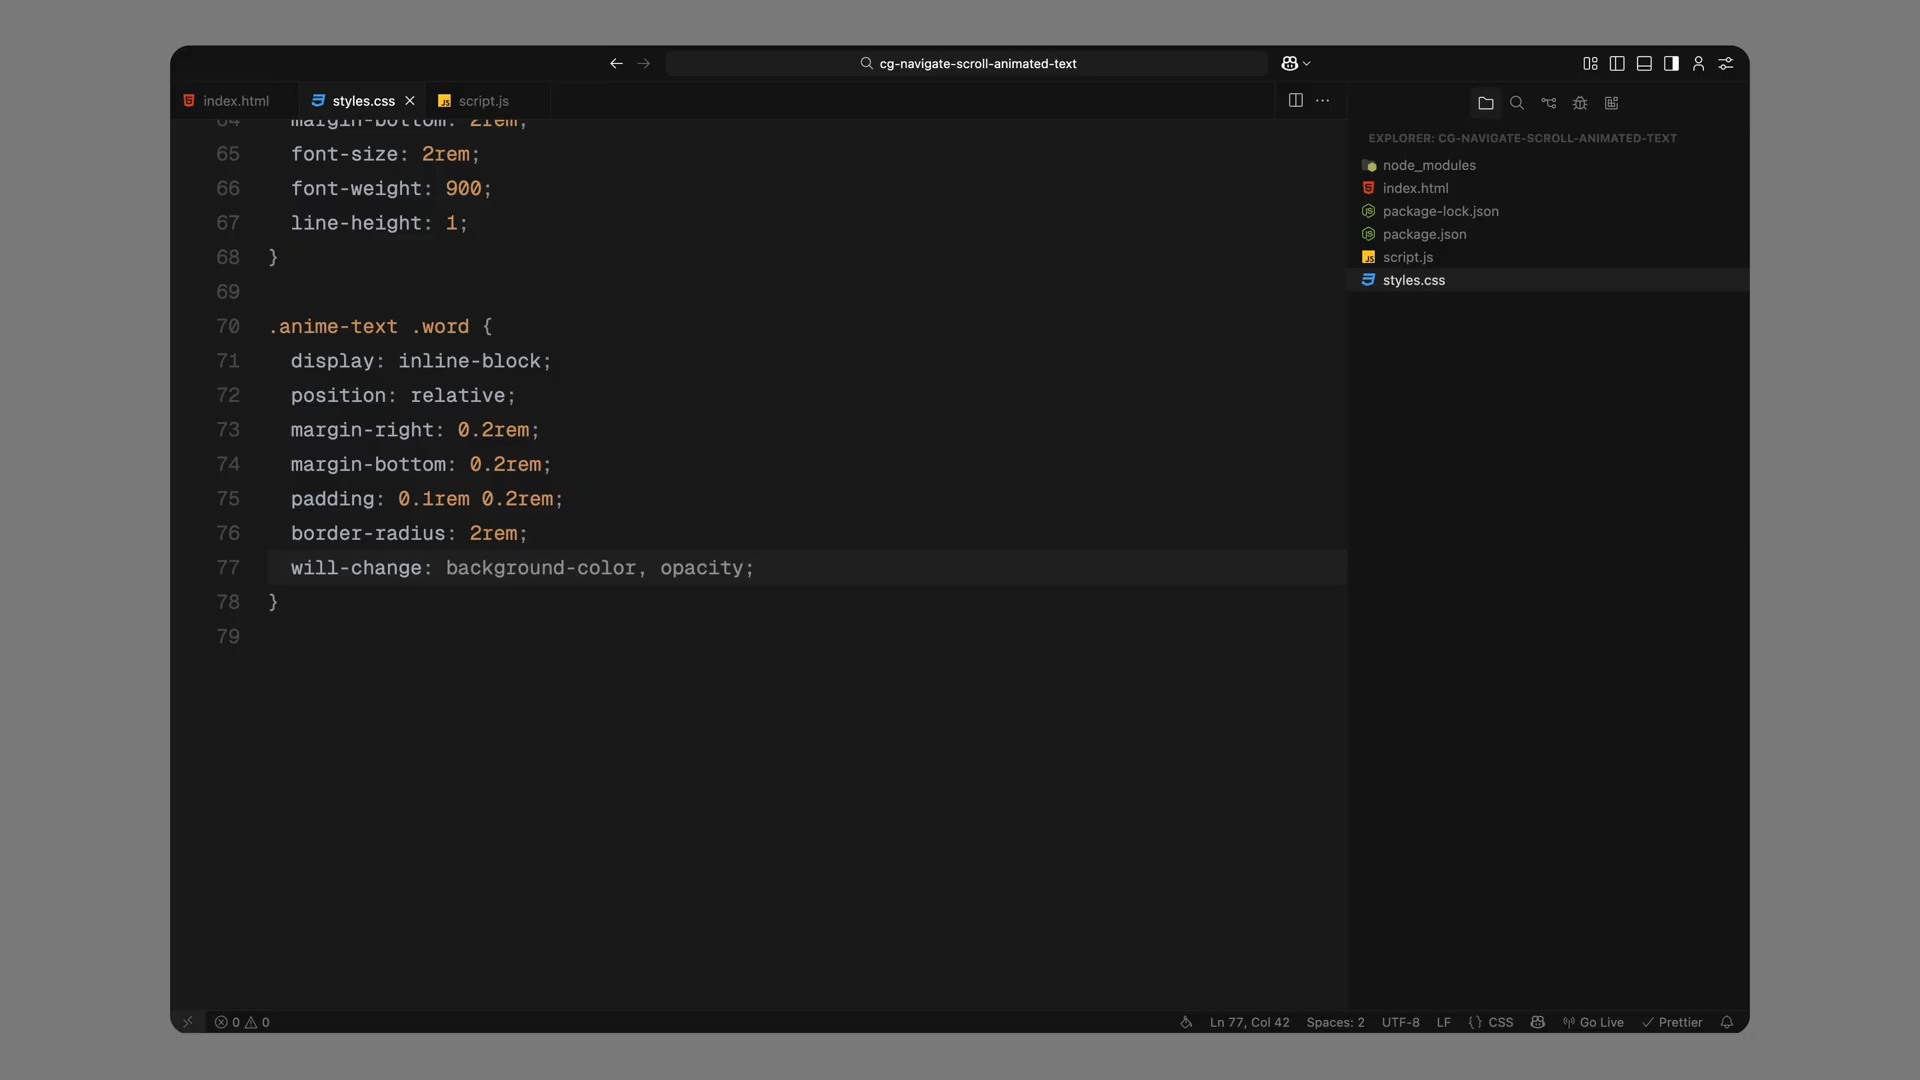 cg-navigate-scroll-animated-text
index.html
styles.css
script.js
64 margin-bottom: 2rem;
65 font-size: 2rem;
66 font-weight: 900;
67 line-height: 1;
68 }
69
70 .anime-text .word {
71 display: inline-block;
72 position: relative;
73 margin-right: 0.2rem;
74 margin-bottom: 0.2rem;
75 padding: 0.1rem 0.2rem;
76 border-radius: 2rem;
77 will-change: background-color, opacity;
78 }
79
EXPLORER: CG-NAVIGATE-SCROLL-ANIMATED-TEXT
node_modules
index.html
package-lock.json
package.json
script.js
styles.css
0 0
Ln 77, Col 42
Spaces: 2
UTF-8
LF
{} CSS
Go Live
Prettier